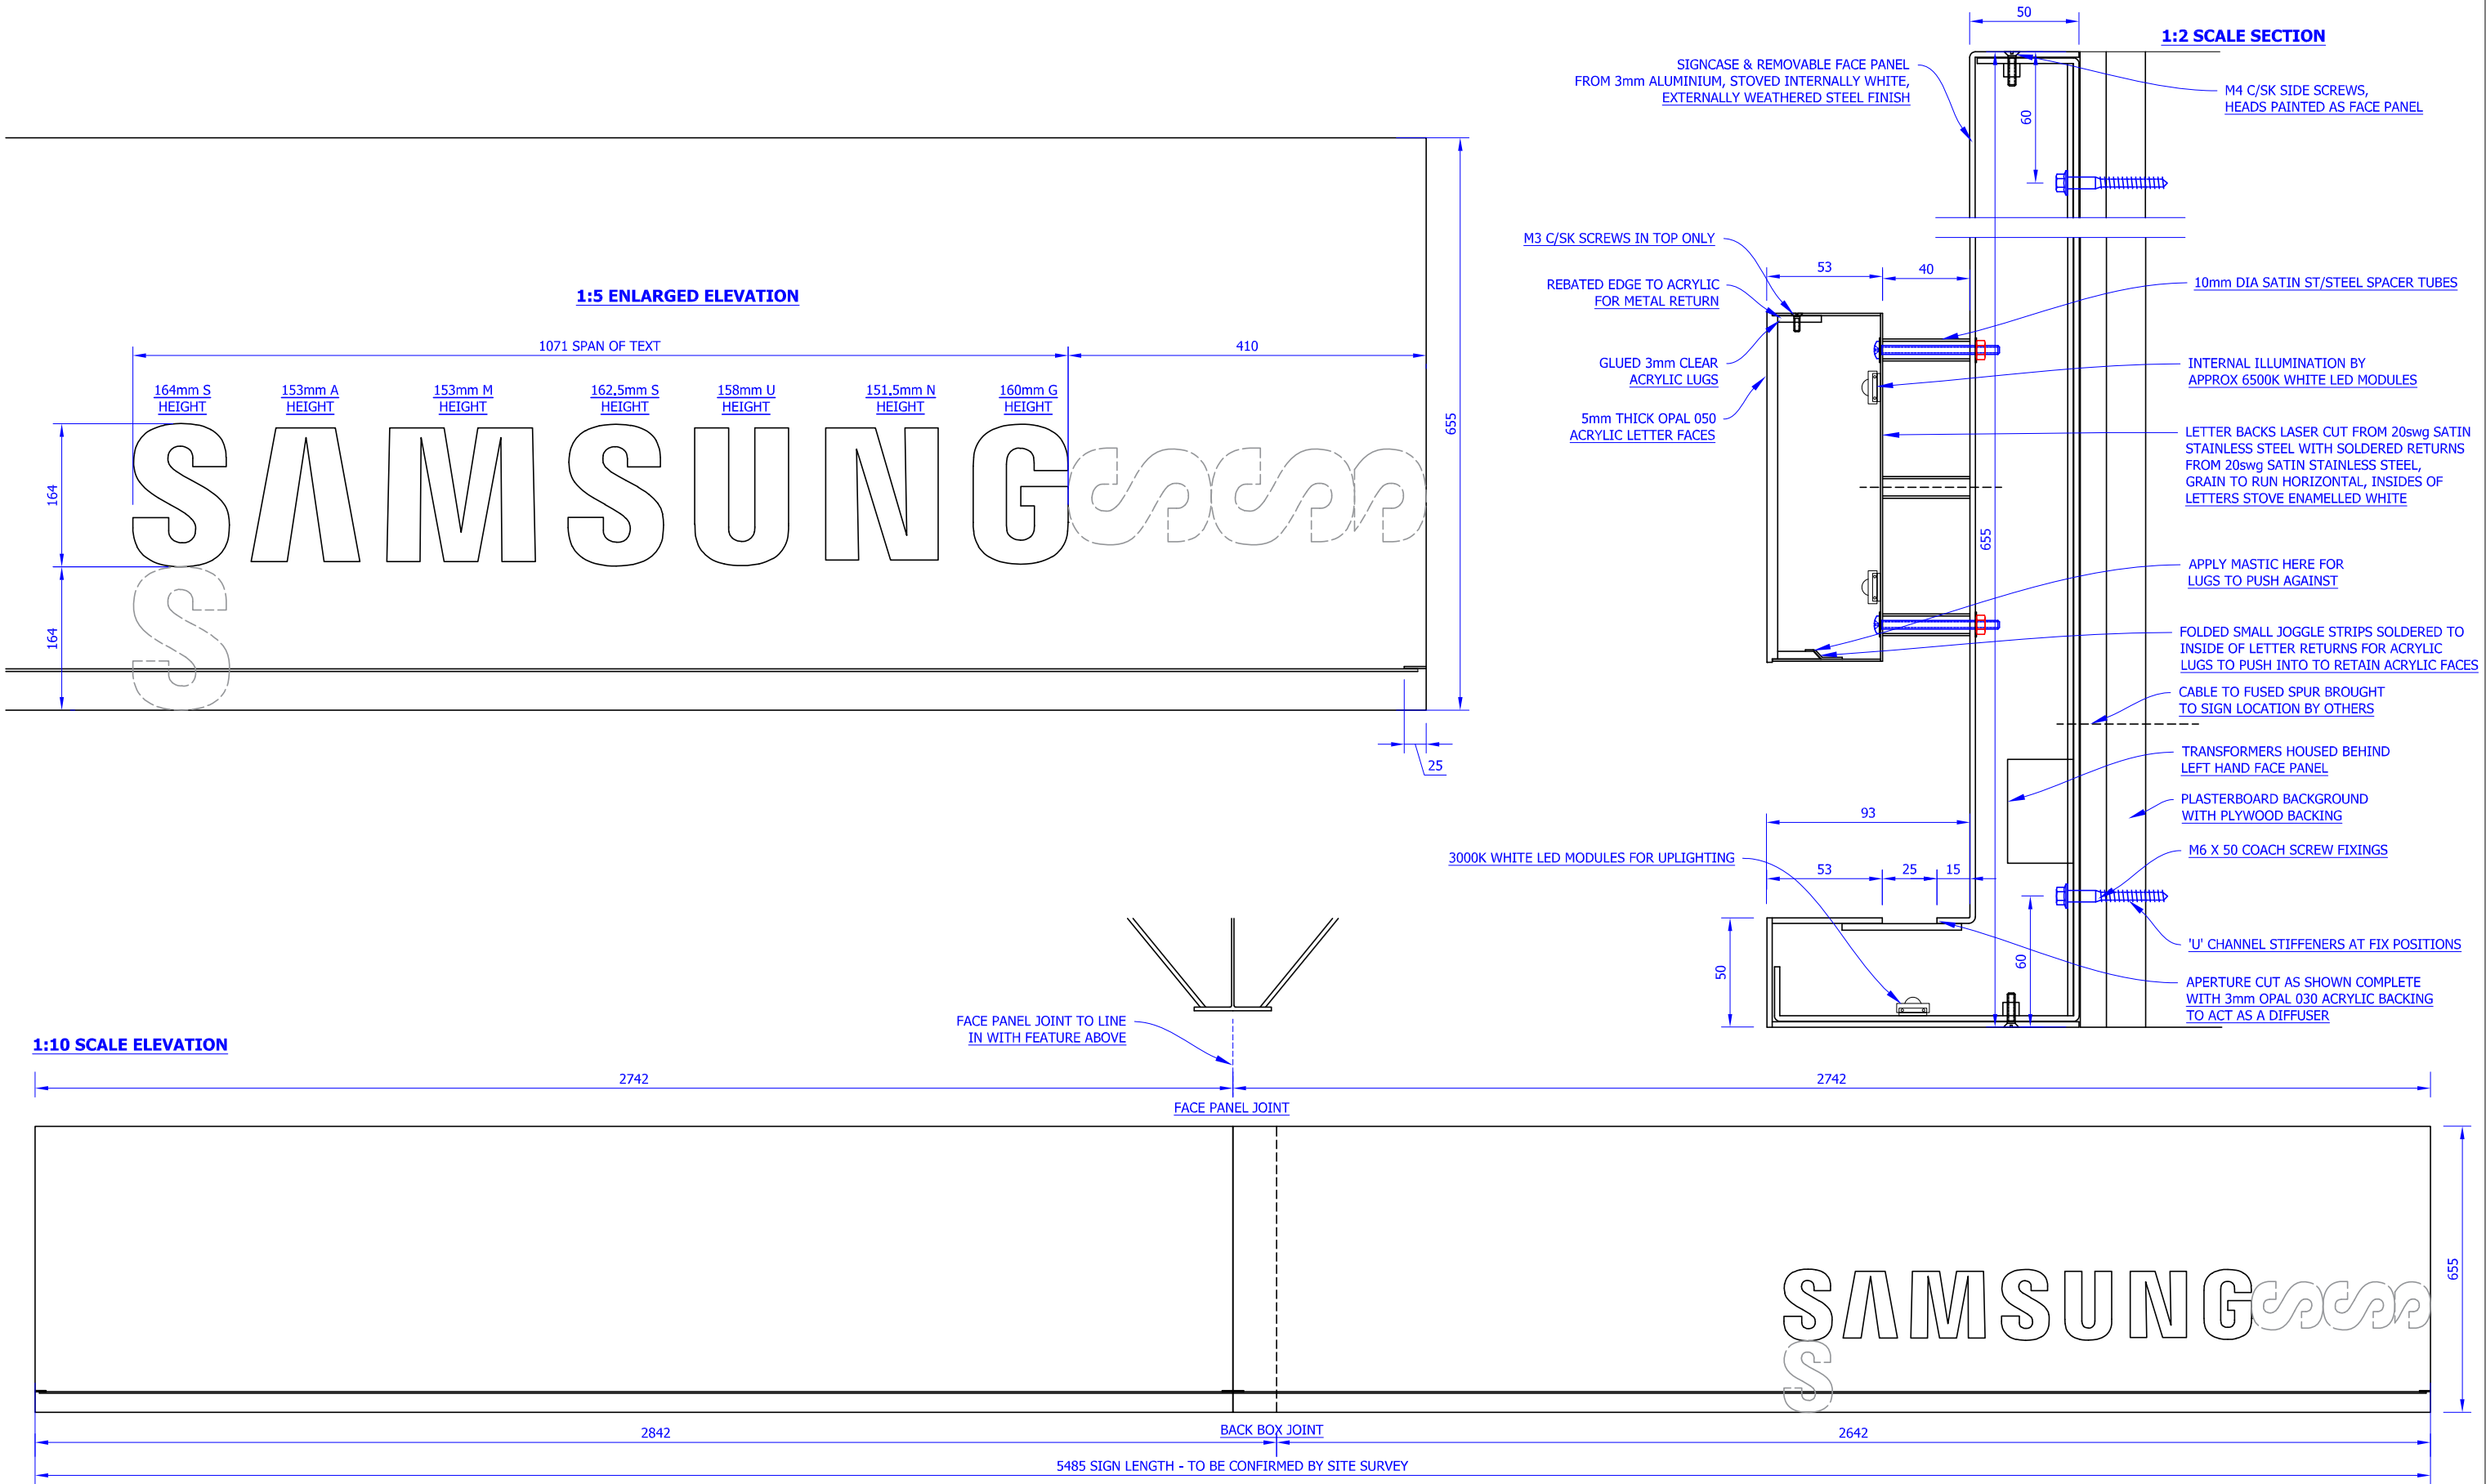 50
1:2 SCALE SECTION
SIGNCASE & REMOVABLE FACE PANEL
FROM 3mm ALUMINIUM, STOVED INTERNALLY WHITE,
EXTERNALLY WEATHERED STEEL FINISH
M4 C/SK SIDE SCREWS,
HEADS PAINTED AS FACE PANEL
60
M3 C/SK SCREWS IN TOP ONLY
53
40
REBATED EDGE TO ACRYLIC
FOR METAL RETURN
10mm DIA SATIN ST/STEEL SPACER TUBES
1:5 ENLARGED ELEVATION
1071 SPAN OF TEXT
410
GLUED 3mm CLEAR
ACRYLIC LUGS
INTERNAL ILLUMINATION BY
APPROX 6500K WHITE LED MODULES
164mm S
HEIGHT
153mm A
HEIGHT
153mm M
HEIGHT
162.5mm S
HEIGHT
158mm U
HEIGHT
151.5mm N
HEIGHT
160mm G
HEIGHT
655
5mm THICK OPAL 050
ACRYLIC LETTER FACES
LETTER BACKS LASER CUT FROM 20swg SATIN
STAINLESS STEEL WITH SOLDERED RETURNS
FROM 20swg SATIN STAINLESS STEEL,
GRAIN TO RUN HORIZONTAL, INSIDES OF
LETTERS STOVE ENAMELLED WHITE
164
SAMSUNG
S S S
655
APPLY MASTIC HERE FOR
LUGS TO PUSH AGAINST
164
S
FOLDED SMALL JOGGLE STRIPS SOLDERED TO
INSIDE OF LETTER RETURNS FOR ACRYLIC
LUGS TO PUSH INTO TO RETAIN ACRYLIC FACES
CABLE TO FUSED SPUR BROUGHT
TO SIGN LOCATION BY OTHERS
25
TRANSFORMERS HOUSED BEHIND
LEFT HAND FACE PANEL
93
PLASTERBOARD BACKGROUND
WITH PLYWOOD BACKING
3000K WHITE LED MODULES FOR UPLIGHTING
53
25
15
M6 X 50 COACH SCREW FIXINGS
50
60
'U' CHANNEL STIFFENERS AT FIX POSITIONS
APERTURE CUT AS SHOWN COMPLETE
WITH 3mm OPAL 030 ACRYLIC BACKING
TO ACT AS A DIFFUSER
FACE PANEL JOINT TO LINE
IN WITH FEATURE ABOVE
1:10 SCALE ELEVATION
2742
2742
FACE PANEL JOINT
SAMSUNG
S S S
S
655
BACK BOX JOINT
2842
2642
5485 SIGN LENGTH - TO BE CONFIRMED BY SITE SURVEY